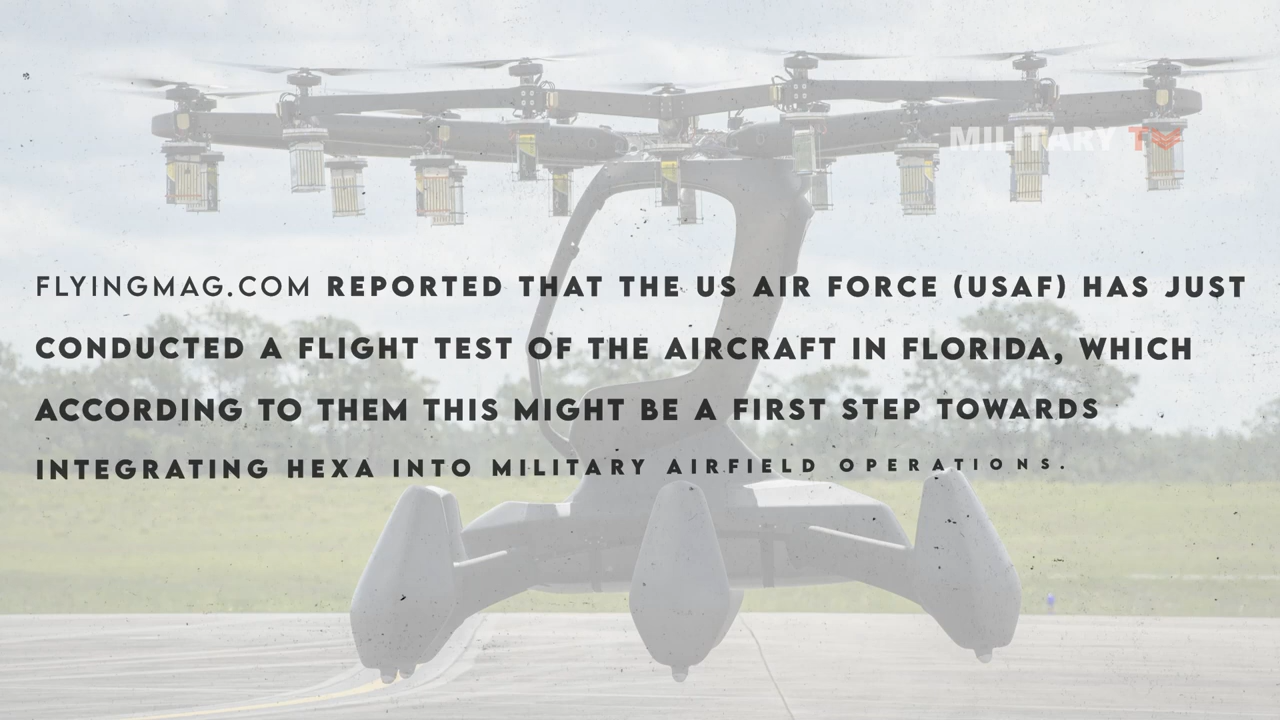 MILITARY TV
FLYINGMAG.COM REPORTED THAT THE US AIR FORCE (USAF) HAS JUST
CONDUCTED A FLIGHT TEST OF THE AIRCRAFT IN FLORIDA, WHICH
ACCORDING TO THEM THIS MIGHT BE A FIRST STEP TOWARDS
INTEGRATING HEXA INTO MILITARY AIRFIELD OPERATIONS.